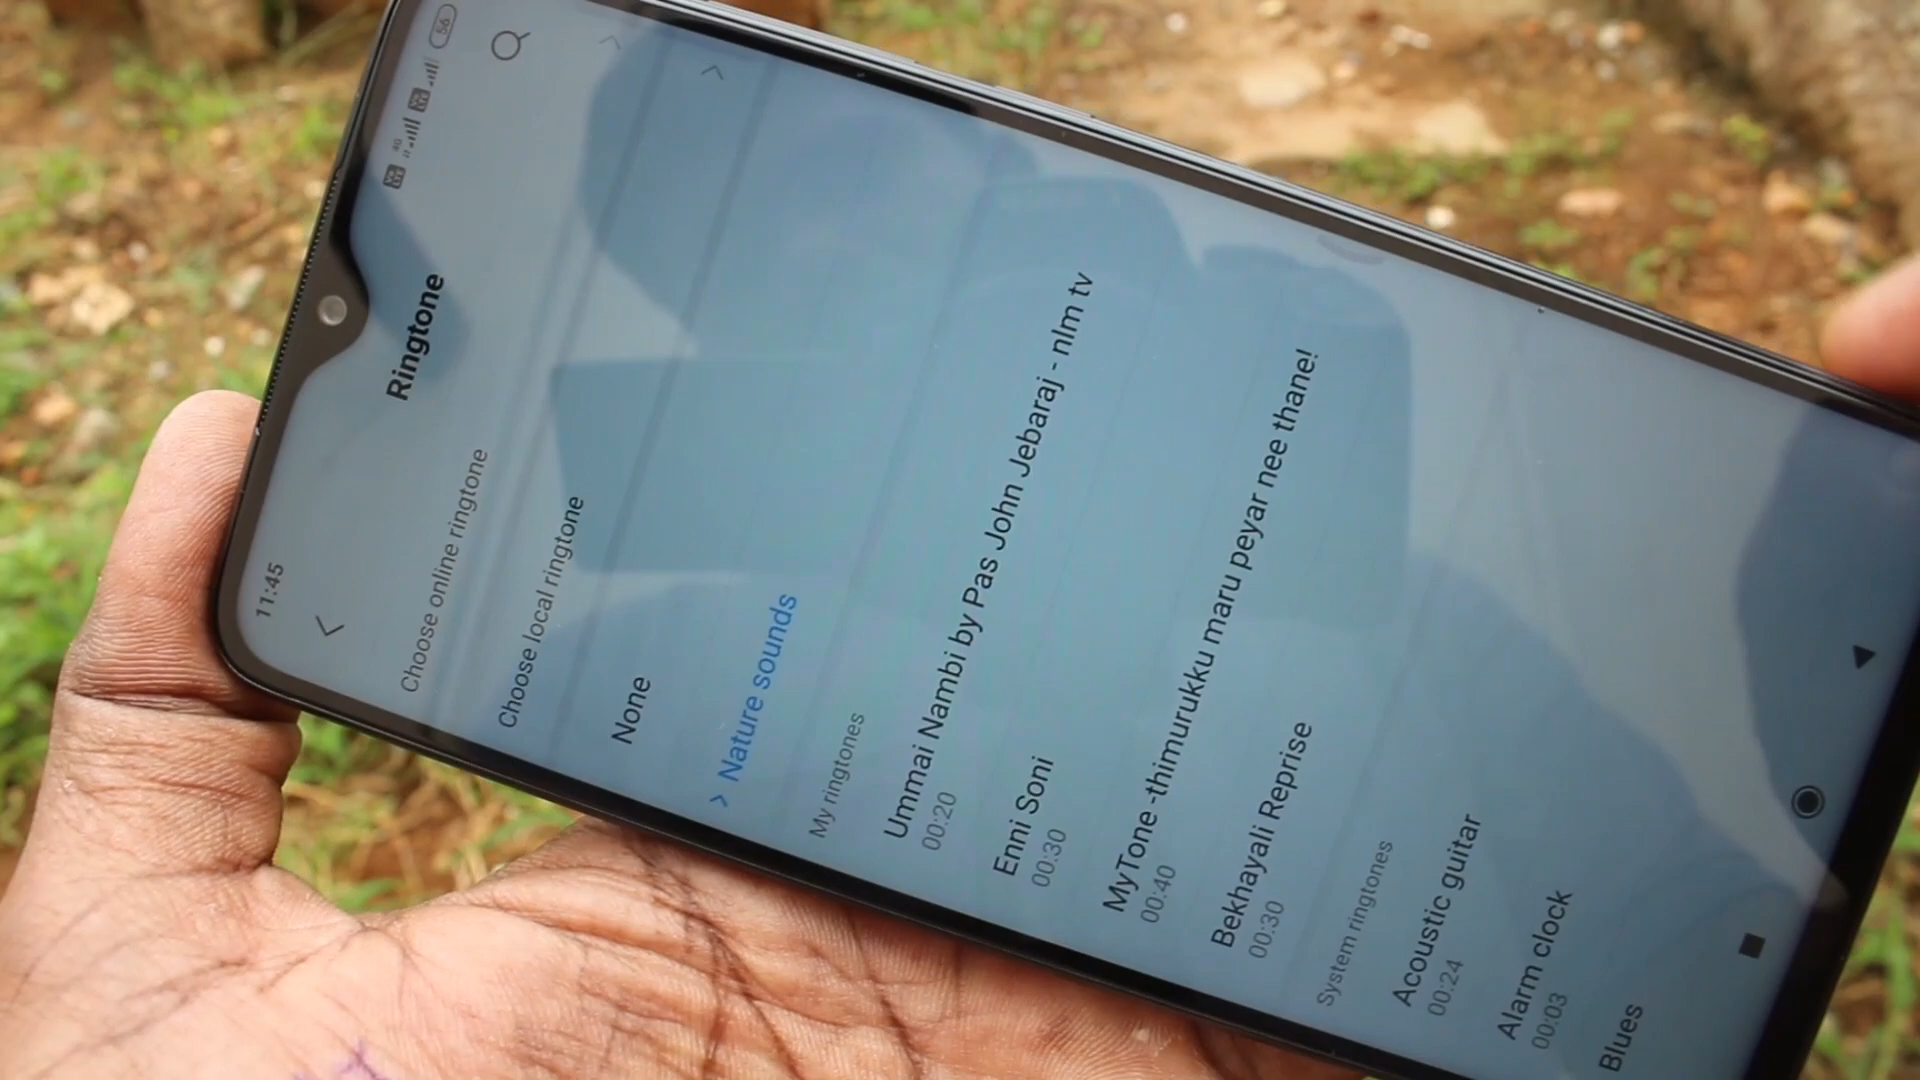 11:45
56
Ringtone
Choose online ringtone
Choose local ringtone
None
Nature sounds
My ringtones
Ummai Nambi by Pas John Jebaraj - nlm tv
00:20
Enni Soni
00:30
MyTone -thimurukku maru peyar nee thane!
00:40
Bekhayali Reprise
00:30
System ringtones
Acoustic guitar
00:24
Alarm clock
00:03
Blues